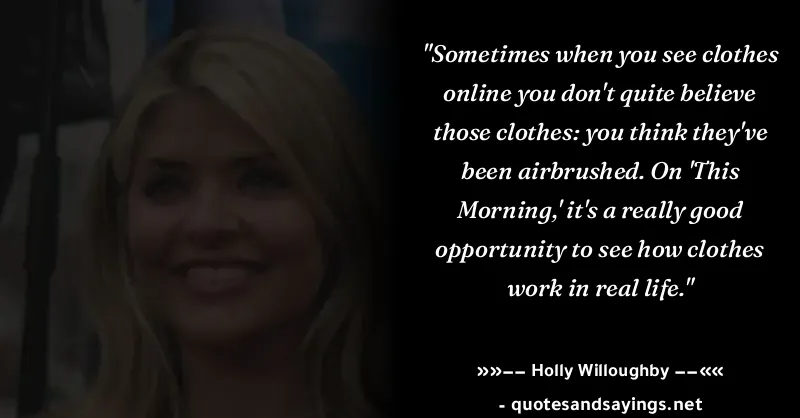 "Sometimes when you see clothes
online you don't quite believe
those clothes: you think they've
been airbrushed. On 'This
Morning,' it's a really good
opportunity to see how clothes
work in real life."
»»−− Holly Willoughby −−««
- quotesandsayings.net